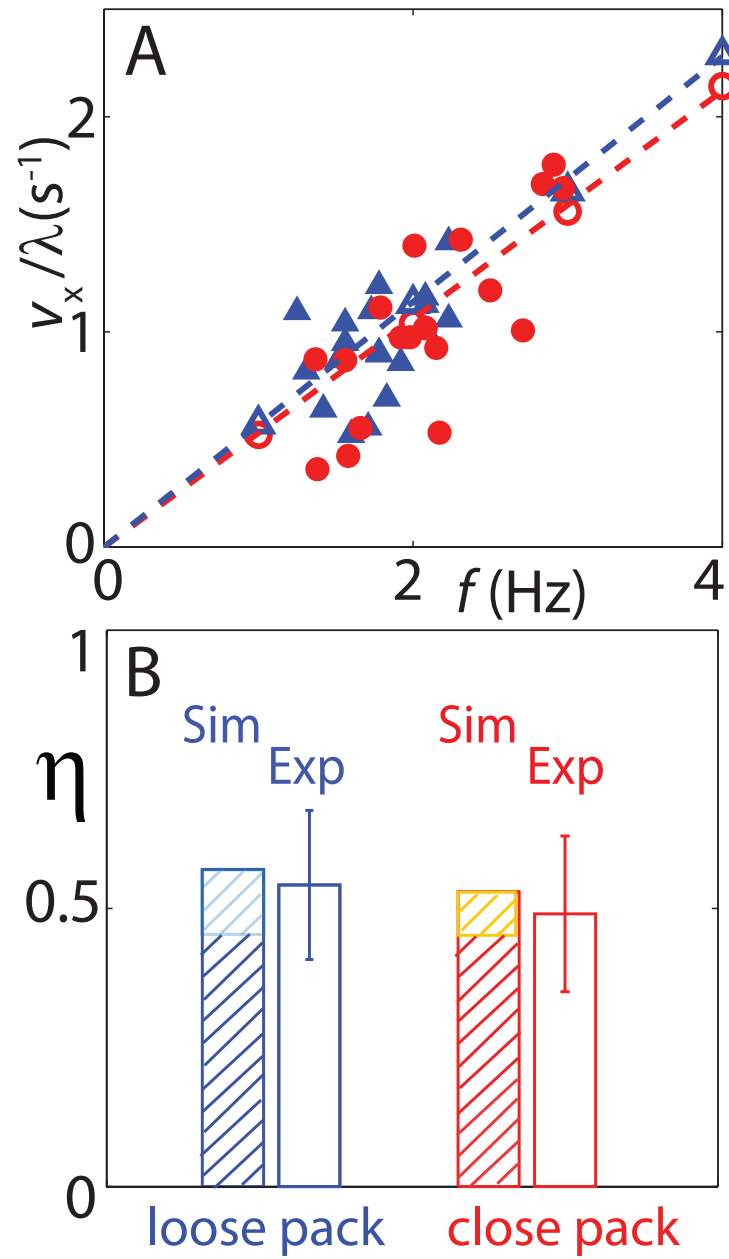 A
2
1
0
v_x/λ(s⁻¹)
0
2
f (Hz)
4
B
1
0.5
0
η
Sim
Exp
Sim
Exp
loose pack
close pack